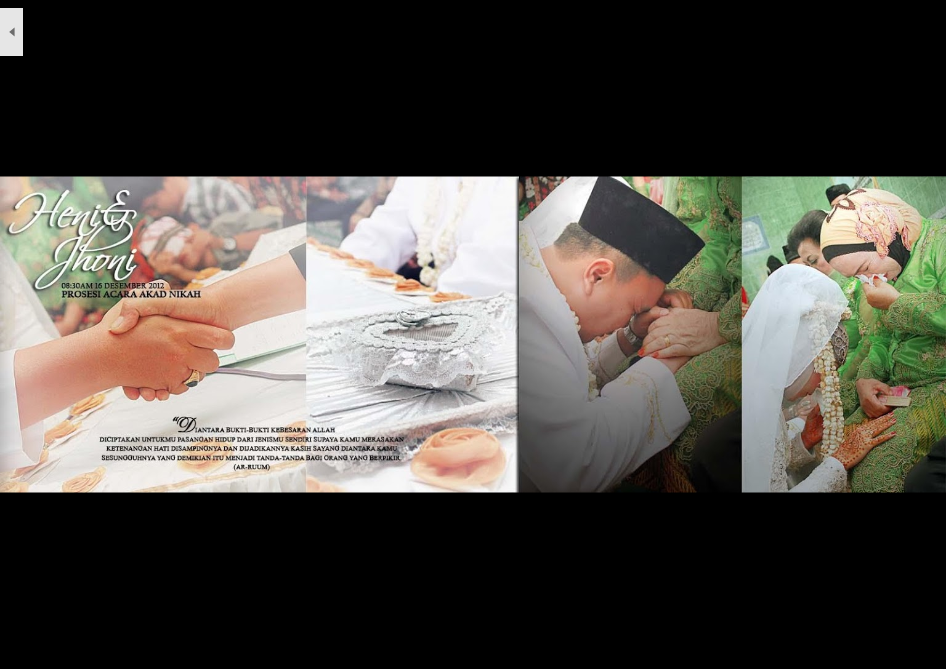 Heni &
Jhoni
08:30AM 16 DESEMBER 2012
PROSESI ACARA AKAD NIKAH
"DIANTARA BUKTI-BUKTI KEBESARAN ALLAH
DICIPTAKAN UNTUKMU PASANGAN HIDUP DARI JENISMU SENDIRI SUPAYA KAMU MERASAKAN
KETENANGAN HATI DISAMPINGNYA DAN DIJADIKANNYA KASIH SAYANG DIANTARA KAMU
SESUNGGUHNYA YANG DEMIKIAN ITU MENJADI TANDA-TANDA BAGI ORANG YANG BERPIKIR
(AR-RUUM)